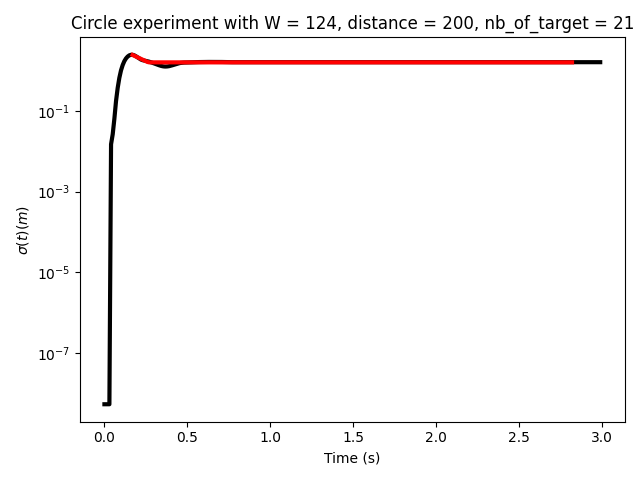 Circle experiment with W = 124, distance = 200, nb_of_target = 21
10⁻¹
10⁻³
10⁻⁵
10⁻⁷
σ(t)(m)
0.0 0.5 1.0 1.5 2.0 2.5 3.0
Time (s)